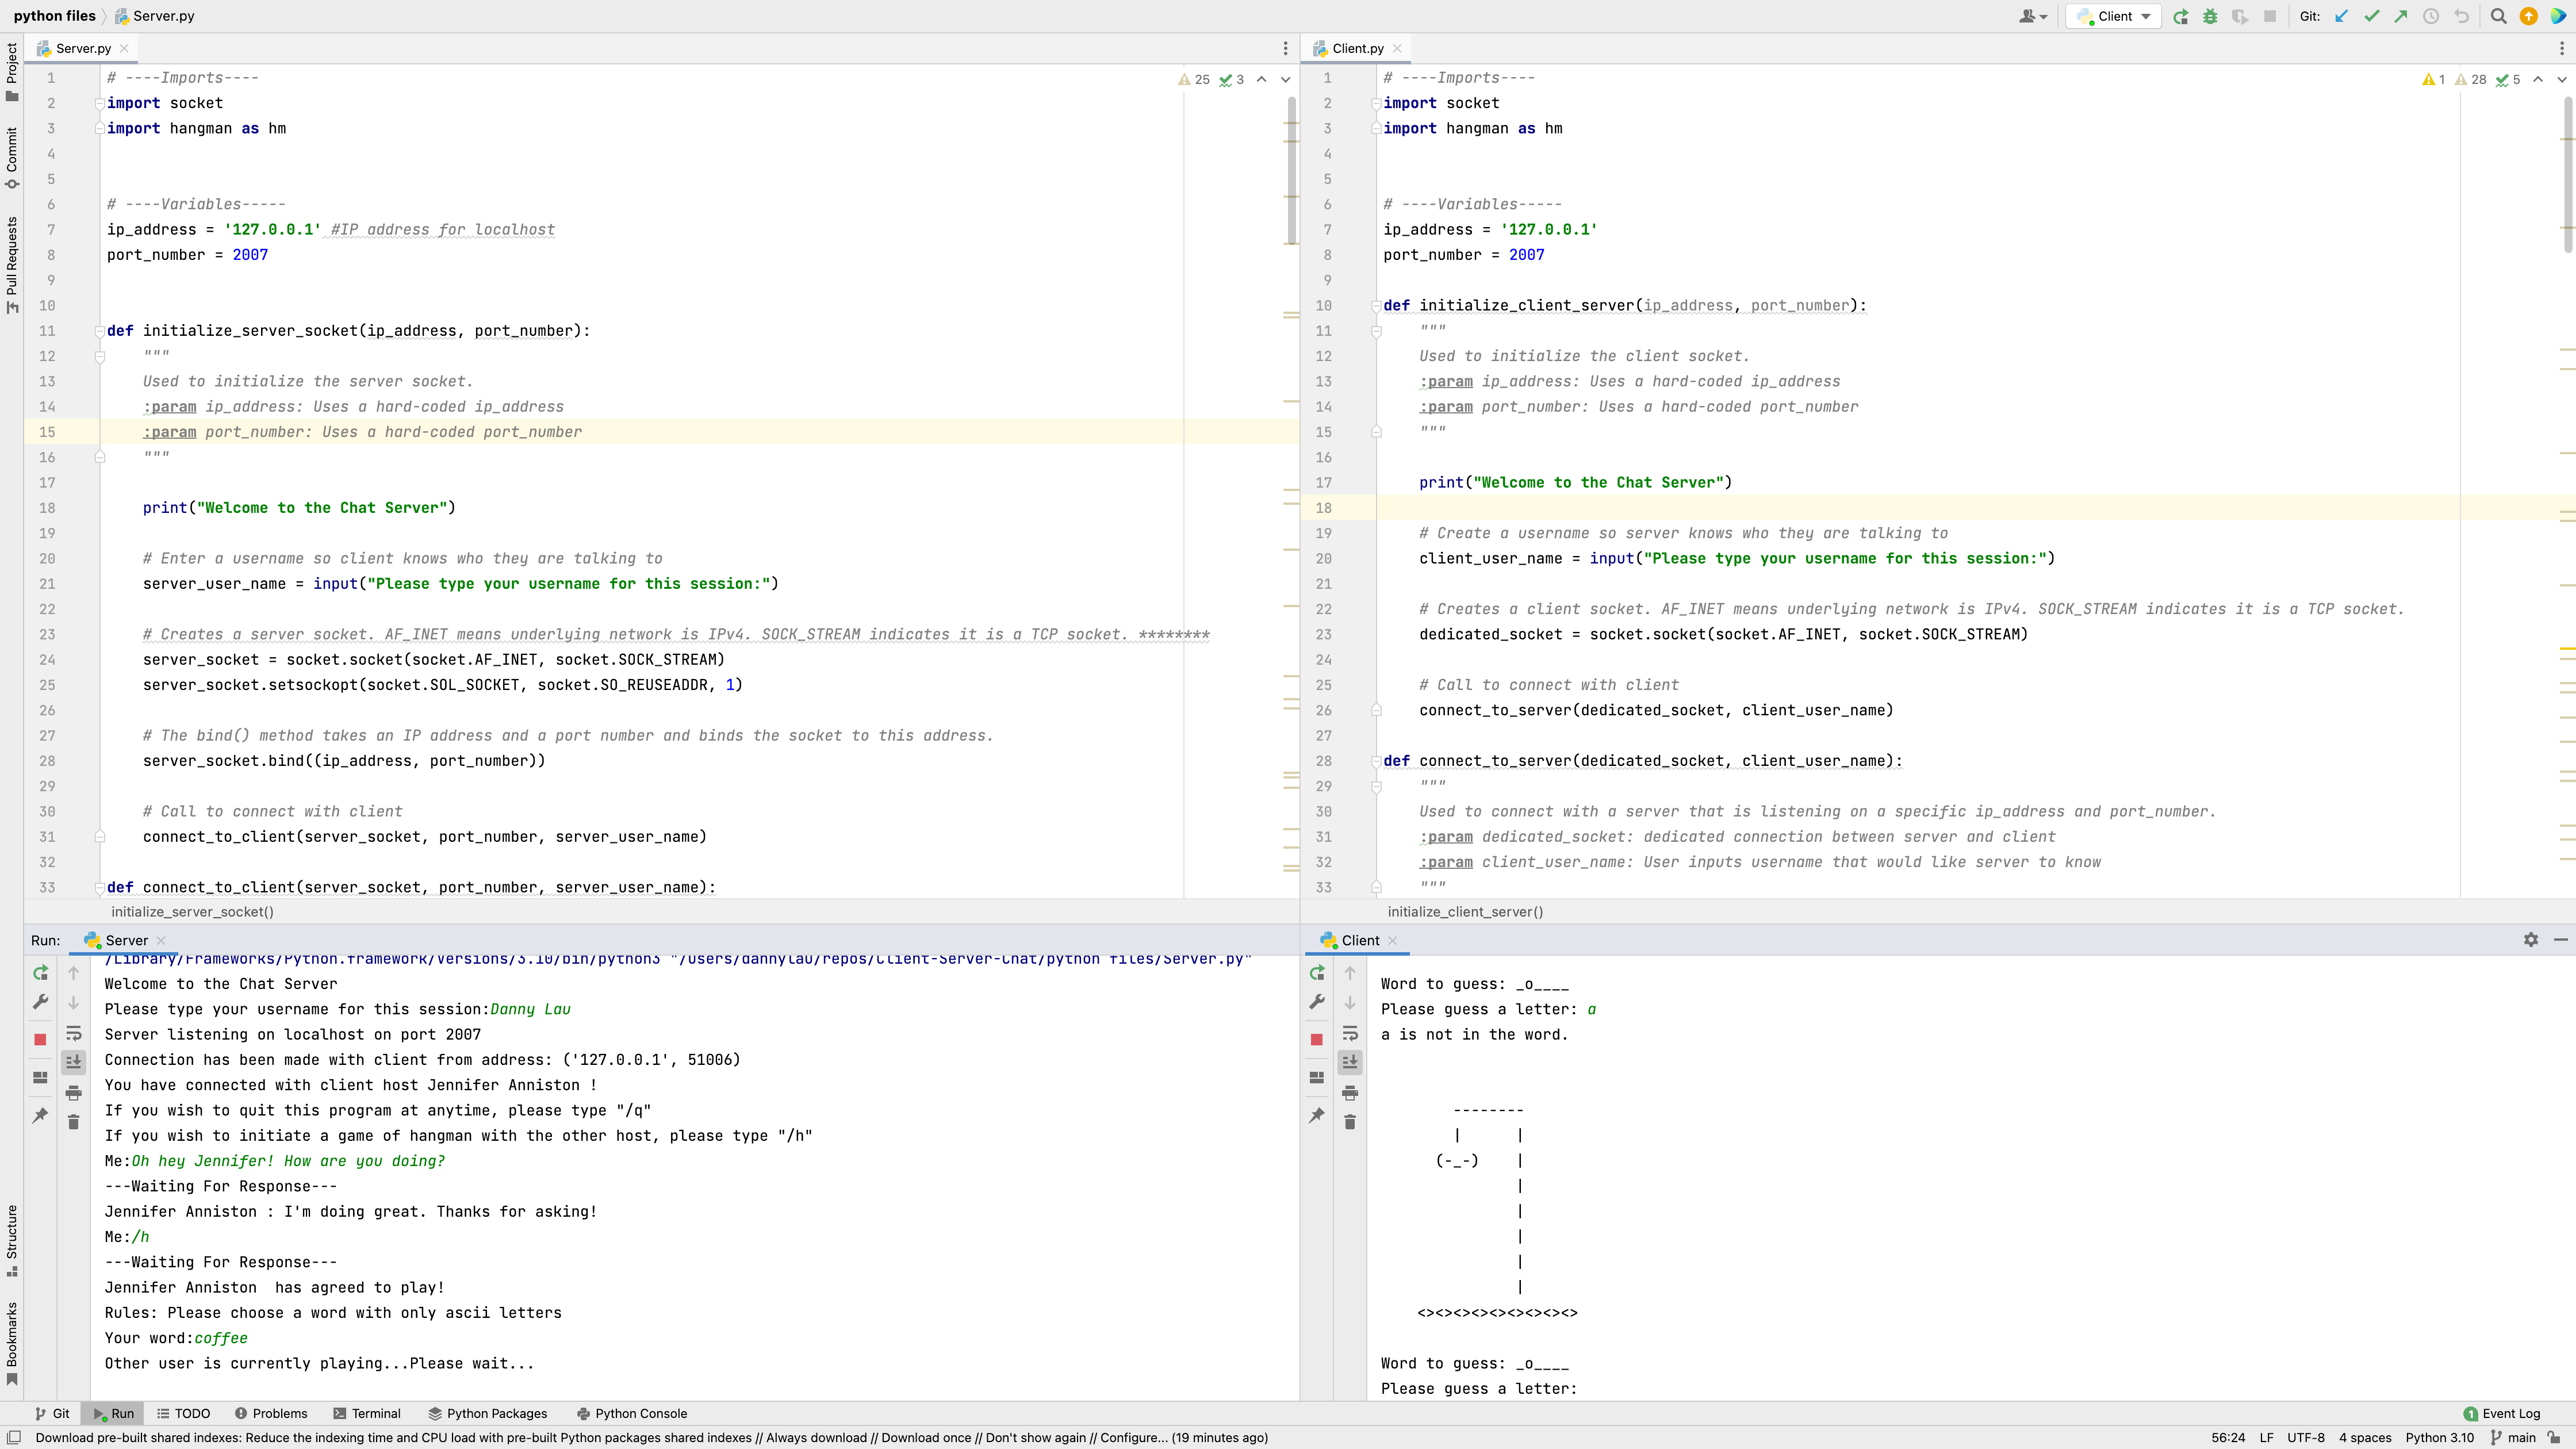 python files Server.py
Client Git:
Project
Commit
Pull Requests
Structure
Bookmarks
Server.py
25 3
1 # ----Imports----
2 import socket
3 import hangman as hm
4
5
6 # ----Variables-----
7 ip_address = '127.0.0.1' #IP address for localhost
8 port_number = 2007
9
10
11 def initialize_server_socket(ip_address, port_number):
12 """
13 Used to initialize the server socket.
14 :param ip_address: Uses a hard-coded ip_address
15 :param port_number: Uses a hard-coded port_number
16 """
17
18 print("Welcome to the Chat Server")
19
20 # Enter a username so client knows who they are talking to
21 server_user_name = input("Please type your username for this session:")
22
23 # Creates a server socket. AF_INET means underlying network is IPv4. SOCK_STREAM indicates it is a TCP socket. ********
24 server_socket = socket.socket(socket.AF_INET, socket.SOCK_STREAM)
25 server_socket.setsockopt(socket.SOL_SOCKET, socket.SO_REUSEADDR, 1)
26
27 # The bind() method takes an IP address and a port number and binds the socket to this address.
28 server_socket.bind((ip_address, port_number))
29
30 # Call to connect with client
31 connect_to_client(server_socket, port_number, server_user_name)
32
33 def connect_to_client(server_socket, port_number, server_user_name):
initialize_server_socket()
Client.py
1 28 5
1 # ----Imports----
2 import socket
3 import hangman as hm
4
5
6 # ----Variables-----
7 ip_address = '127.0.0.1'
8 port_number = 2007
9
10 def initialize_client_server(ip_address, port_number):
11 """
12 Used to initialize the client socket.
13 :param ip_address: Uses a hard-coded ip_address
14 :param port_number: Uses a hard-coded port_number
15 """
16
17 print("Welcome to the Chat Server")
18
19 # Create a username so server knows who they are talking to
20 client_user_name = input("Please type your username for this session:")
21
22 # Creates a client socket. AF_INET means underlying network is IPv4. SOCK_STREAM indicates it is a TCP socket.
23 dedicated_socket = socket.socket(socket.AF_INET, socket.SOCK_STREAM)
24
25 # Call to connect with client
26 connect_to_server(dedicated_socket, client_user_name)
27
28 def connect_to_server(dedicated_socket, client_user_name):
29 """
30 Used to connect with a server that is listening on a specific ip_address and port_number.
31 :param dedicated_socket: dedicated connection between server and client
32 :param client_user_name: User inputs username that would like server to know
33 """
initialize_client_server()
Run: Server
/Library/Frameworks/Python.framework/Versions/3.10/bin/python3 "/Users/dannylau/repos/Client-Server-Chat/python files/Server.py"
Welcome to the Chat Server
Please type your username for this session:Danny Lau
Server listening on localhost on port 2007
Connection has been made with client from address: ('127.0.0.1', 51006)
You have connected with client host Jennifer Anniston !
If you wish to quit this program at anytime, please type "/q"
If you wish to initiate a game of hangman with the other host, please type "/h"
Me:Oh hey Jennifer! How are you doing?
---Waiting For Response---
Jennifer Anniston : I'm doing great. Thanks for asking!
Me:/h
---Waiting For Response---
Jennifer Anniston  has agreed to play!
Rules: Please choose a word with only ascii letters
Your word:coffee
Other user is currently playing...Please wait...
Client
Word to guess: _o____
Please guess a letter: a
a is not in the word.
--------
|      |
(-_-)    |
|
|
|
|
|
<><><><><><><><><>
Word to guess: _o____
Please guess a letter:
Git Run TODO Problems Terminal Python Packages Python Console
1 Event Log
Download pre-built shared indexes: Reduce the indexing time and CPU load with pre-built Python packages shared indexes // Always download // Download once // Don't show again // Configure... (19 minutes ago)
56:24 LF UTF-8 4 spaces Python 3.10 main